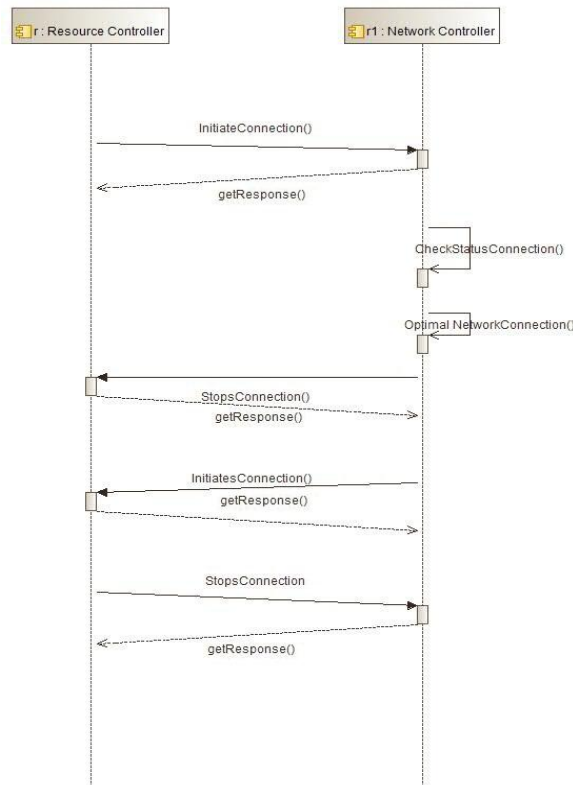 r : Resource Controller
r1 : Network Controller
InitiateConnection()
getResponse()
CheckStatusConnection()
Optimal NetworkConnection()
StopsConnection()
getResponse()
InitiatesConnection()
getResponse()
StopsConnection
getResponse()